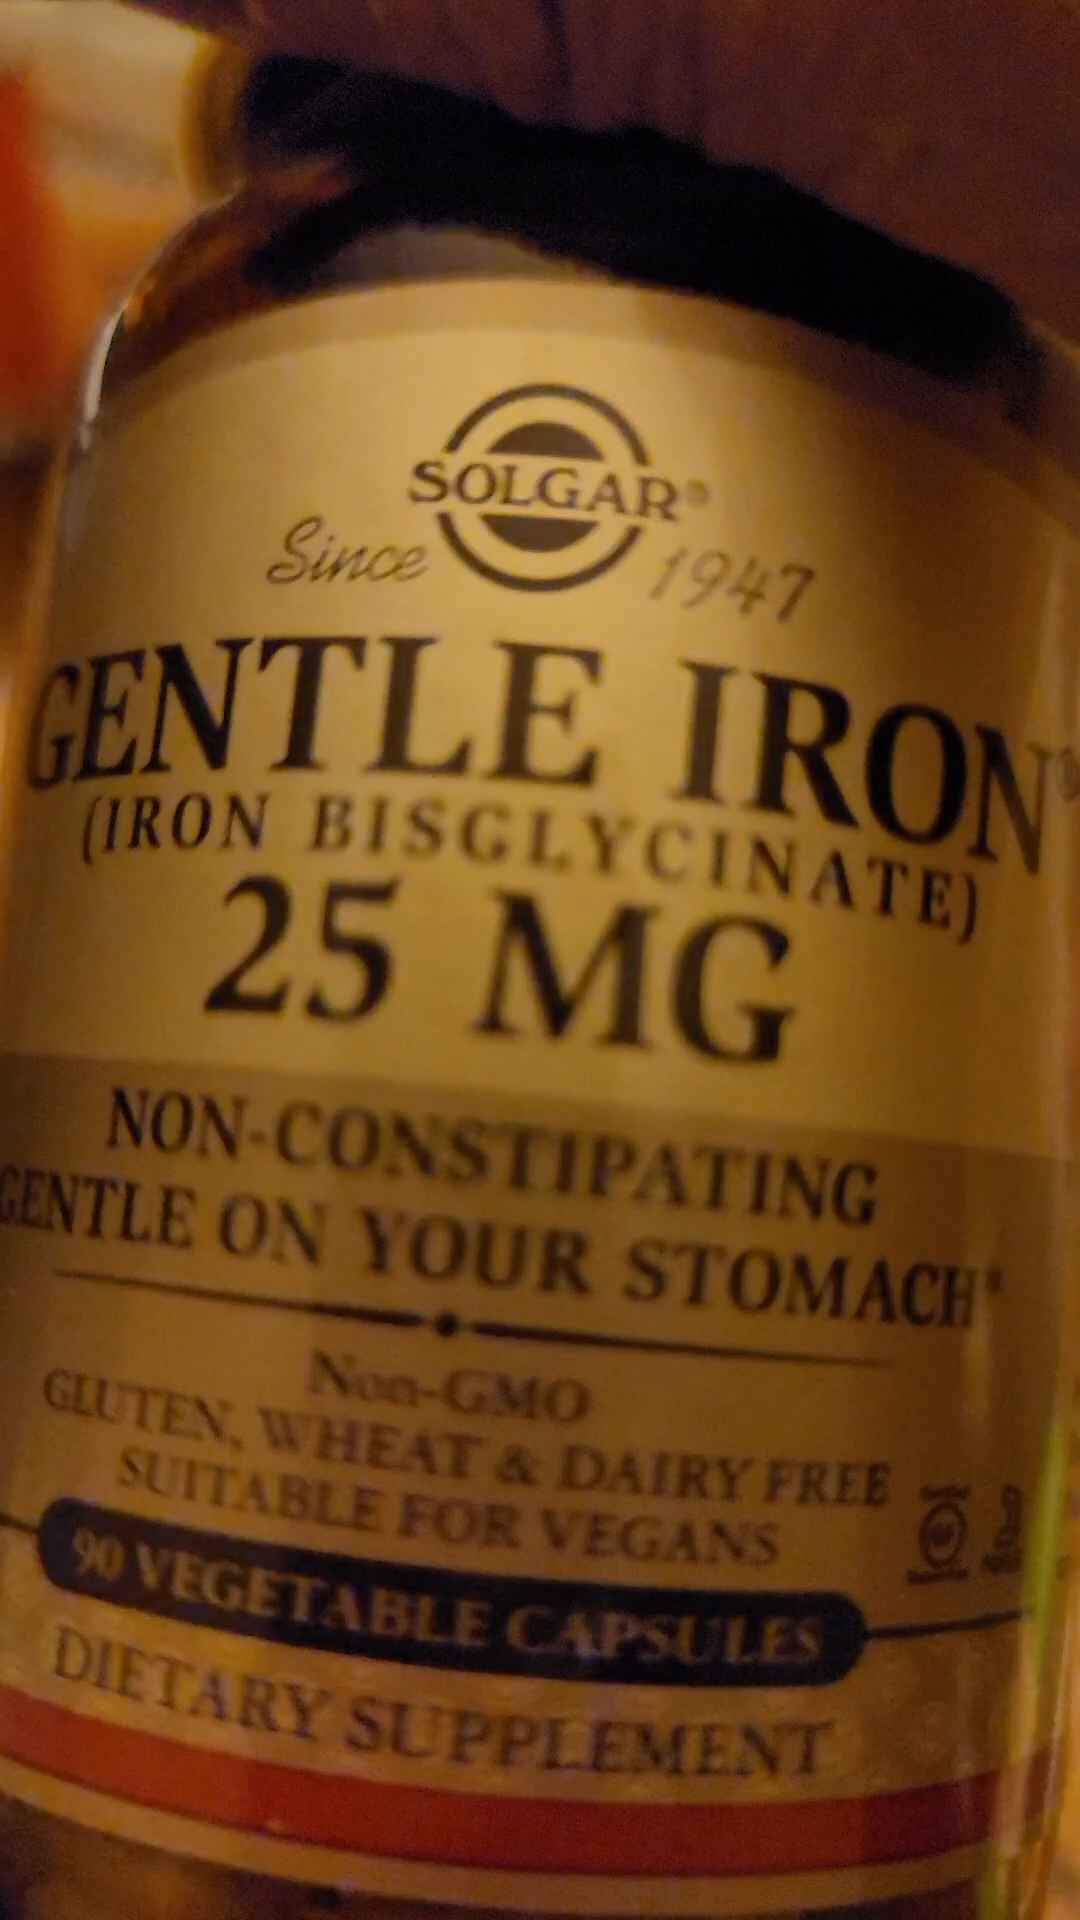 SOLGAR®
Since 1947
GENTLE IRON®
(IRON BISGLYCINATE)
25 MG
NON-CONSTIPATING
GENTLE ON YOUR STOMACH*
Non-GMO
GLUTEN, WHEAT & DAIRY FREE
SUITABLE FOR VEGANS
90 VEGETABLE CAPSULES
DIETARY SUPPLEMENT